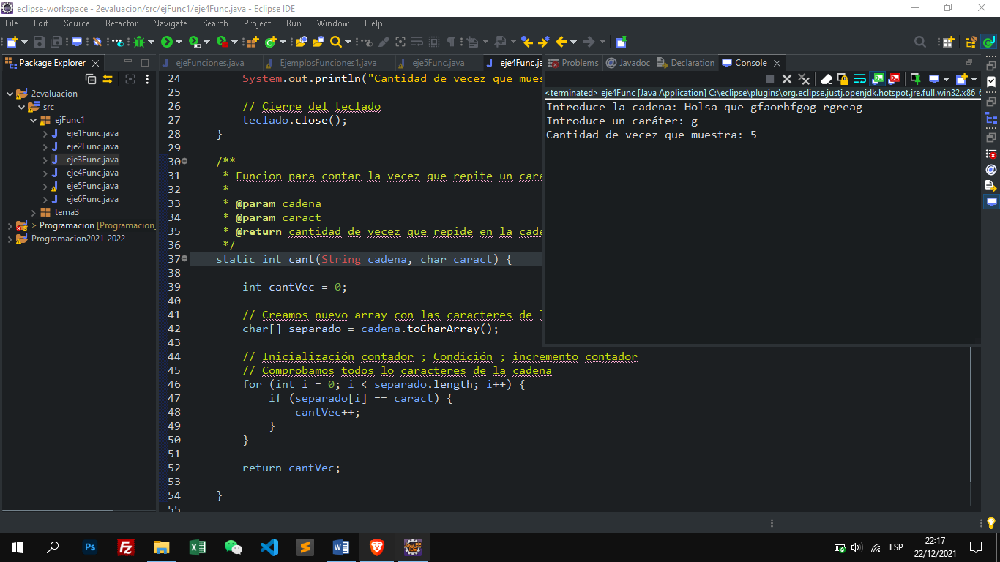 eclipse-workspace - 2evaluacion/src/ejFunc1/eje4Func.java - Eclipse IDE
File Edit Source Refactor Navigate Search Project Run Window Help
Package Explorer
2evaluacion
src
ejFunc1
eje1Func.java
eje2Func.java
eje3Func.java
eje4Func.java
eje5Func.java
eje6Func.java
tema3
> Programacion [Programacion_
Programacion2021-2022
ejeFunciones.java EjemplosFunciones1.java eje5Func.java eje4Func.ja
24 System.out.println("Cantidad de vecez que mues
25
26 // Cierre del teclado
27 teclado.close();
28 }
29
30 /**
31 * Funcion para contar la vecez que repite un cara
32 *
33 * @param cadena
34 * @param caract
35 * @return cantidad de vecez que repide en la cade
36 */
37 static int cant(String cadena, char caract) {
38
39 int cantVec = 0;
40
41 // Creamos nuevo array con las caracteres de l
42 char[] separado = cadena.toCharArray();
43
44 // Inicialización contador ; Condición ; incremento contador
45 // Comprobamos todos lo caracteres de la cadena
46 for (int i = 0; i < separado.length; i++) {
47 if (separado[i] == caract) {
48 cantVec++;
49 }
50 }
51
52 return cantVec;
53
54 }
55
Problems Javadoc Declaration Console
<terminated> eje4Func [Java Application] C:\eclipse\plugins\org.eclipse.justj.openjdk.hotspot.jre.full.win32.x86_6
Introduce la cadena: Holsa que gfaorhfgog rgreag
Introduce un caráter: g
Cantidad de vecez que muestra: 5
Ps
ESP
22:17
22/12/2021